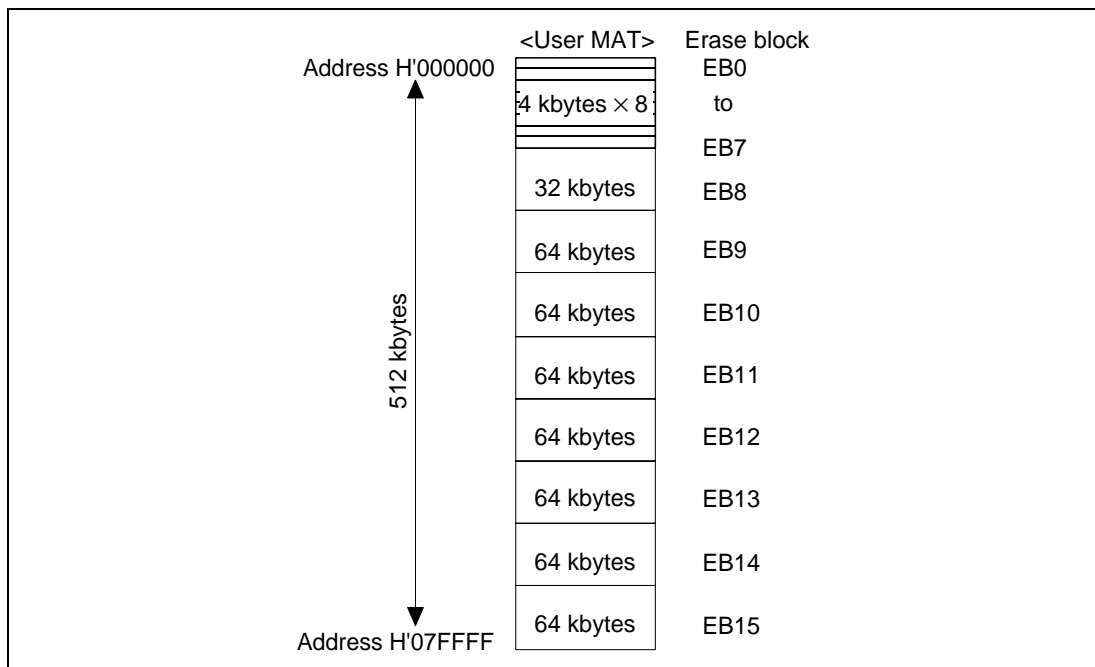 <User MAT> Erase block
Address H'000000 EB0
4 kbytes × 8 to
EB7
32 kbytes EB8
64 kbytes EB9
64 kbytes EB10
512 kbytes
64 kbytes EB11
64 kbytes EB12
64 kbytes EB13
64 kbytes EB14
64 kbytes EB15
Address H'07FFFF